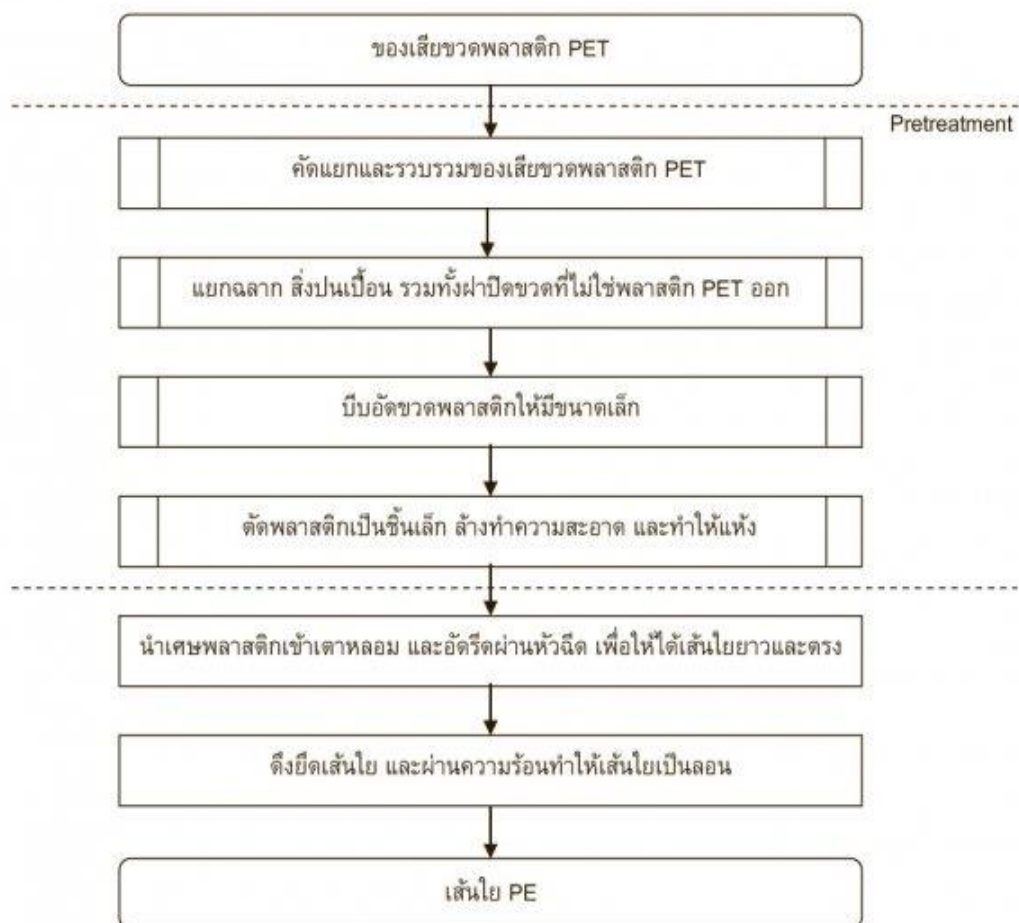 ของเสียขวดพลาสติก PET
Pretreatment
คัดแยกและรวบรวมของเสียขวดพลาสติก PET
แยกฉลาก สิ่งปนเปื้อน รวมทั้งฝาปิดขวดที่ไม่ใช่พลาสติก PET ออก
บีบอัดขวดพลาสติกให้มีขนาดเล็ก
ตัดพลาสติกเป็นชิ้นเล็ก ล้างทำความสะอาด และทำให้แห้ง
นำเศษพลาสติกเข้าเตาหลอม และอัดรีดผ่านหัวฉีด เพื่อให้ได้เส้นใยยาวและตรง
ดึงยืดเส้นใย และผ่านความร้อนทำให้เส้นใยเป็นลอน
เส้นใย PE